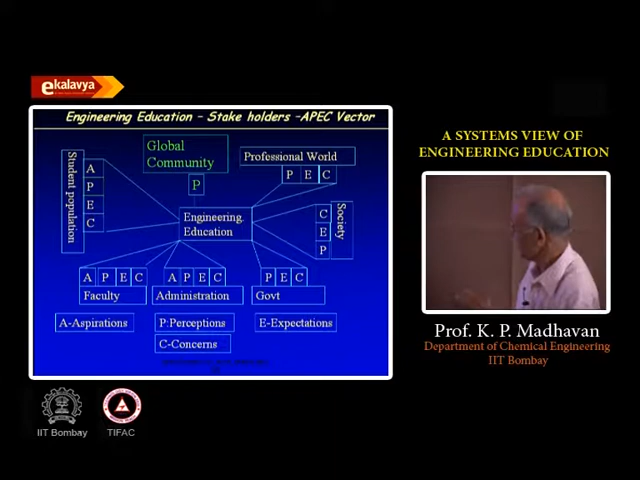 ekalavya
Engineering Education – Stake holders –APEC Vector
Student population
A
P
E
C
Global
Community
P
Professional World
P E C
Engineering.
Education
C
E
P
Society
A P E C
Faculty
A P E C
Administration
P E C
Govt
A-Aspirations
P:Perceptions
E-Expectations
C-Concerns
A SYSTEMS VIEW OF
ENGINEERING EDUCATION
Prof. K. P. Madhavan
Department of Chemical Engineering
IIT Bombay
IIT Bombay
TIFAC